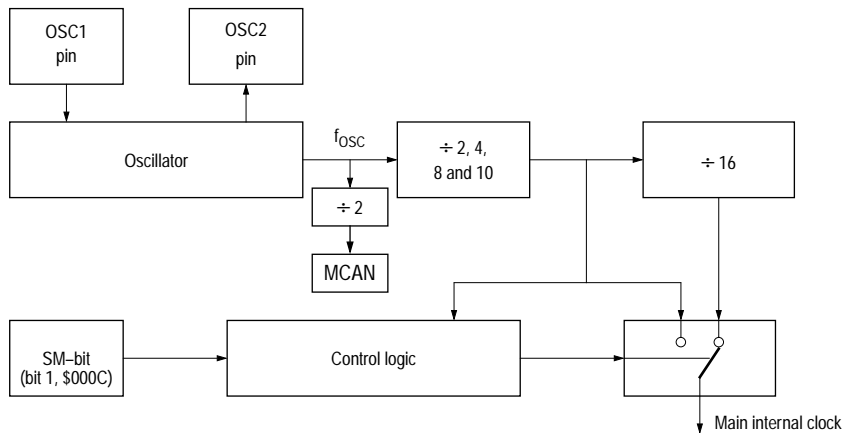 OSC1
pin
OSC2
pin
Oscillator
fOSC
÷ 2, 4,
8 and 10
÷ 16
÷ 2
MCAN
SM–bit
(bit 1, $000C)
Control logic
Main internal clock